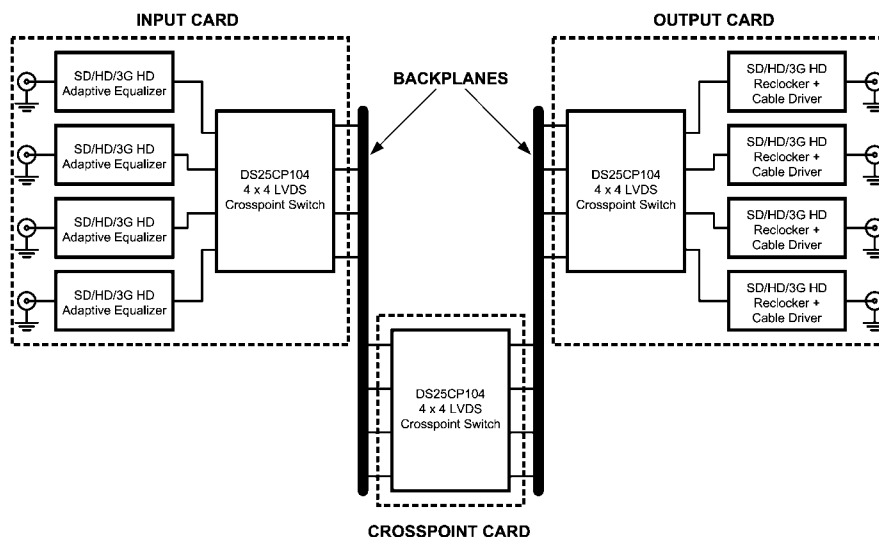 INPUT CARD
SD/HD/3G HD
Adaptive Equalizer
SD/HD/3G HD
Adaptive Equalizer
SD/HD/3G HD
Adaptive Equalizer
SD/HD/3G HD
Adaptive Equalizer
DS25CP104
4 x 4 LVDS
Crosspoint Switch
BACKPLANES
OUTPUT CARD
DS25CP104
4 x 4 LVDS
Crosspoint Switch
SD/HD/3G HD
Reclocker +
Cable Driver
SD/HD/3G HD
Reclocker +
Cable Driver
SD/HD/3G HD
Reclocker +
Cable Driver
SD/HD/3G HD
Reclocker +
Cable Driver
DS25CP104
4 x 4 LVDS
Crosspoint Switch
CROSSPOINT CARD